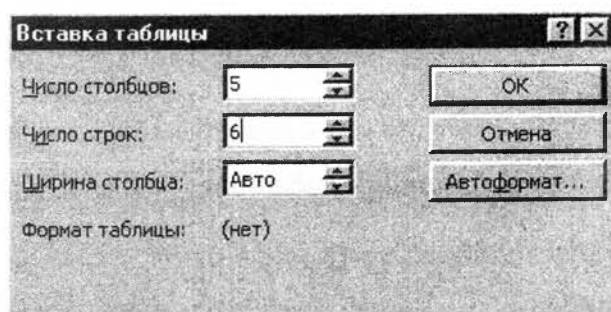 Вставка таблицы
Число столбцов: 5 ОК
Число строк: 6 Отмена
Ширина столбца: Авто Автоформат...
Формат таблицы: (нет)